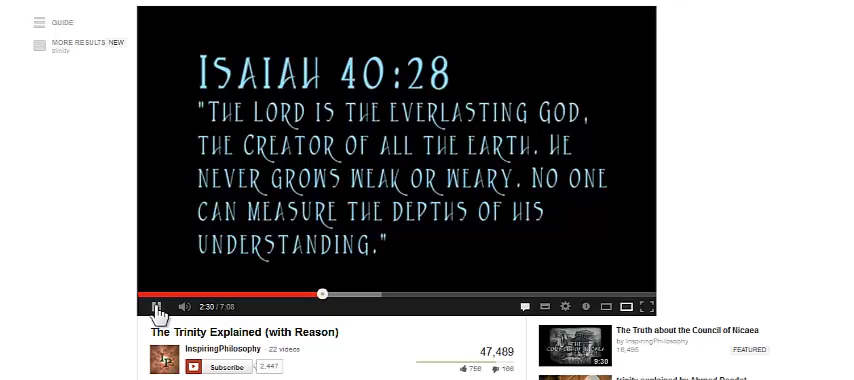 GUIDE
MORE RESULTS NEW
trinity
ISAIAH 40:28
"THE LORD IS THE EVERLASTING GOD,
THE CREATOR OF ALL THE EARTH. HE
NEVER GROWS WEAK OR WEARY. NO ONE
CAN MEASURE THE DEPTHS OF HIS
UNDERSTANDING."
2:30 / 7:08
The Trinity Explained (with Reason)
InspiringPhilosophy · 22 videos
Subscribe 2,447
47,489
758 166
The Truth about the Council of Nicaea
by InspiringPhilosophy
18,495 FEATURED
9:30
trinity explained by Ahmed Deedat